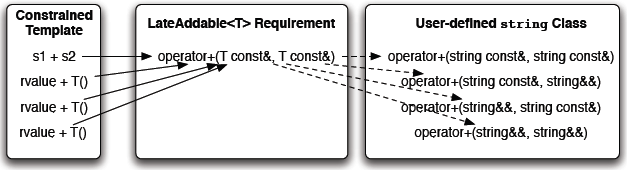 Constrained Template
LateAddable<T> Requirement
User-defined string Class
s1 + s2
operator+(T const&, T const&)
operator+(string const&, string const&)
rvalue + T()
operator+(string const&, string&&)
rvalue + T()
operator+(string&&, string const&)
rvalue + T()
operator+(string&&, string&&)